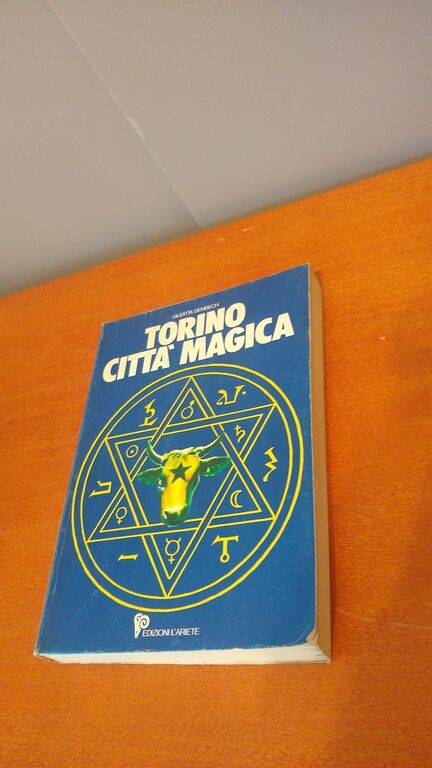 GIUDITTA DEMBECH
TORINO
CITTA' MAGICA
EDIZIONI L'ARIETE